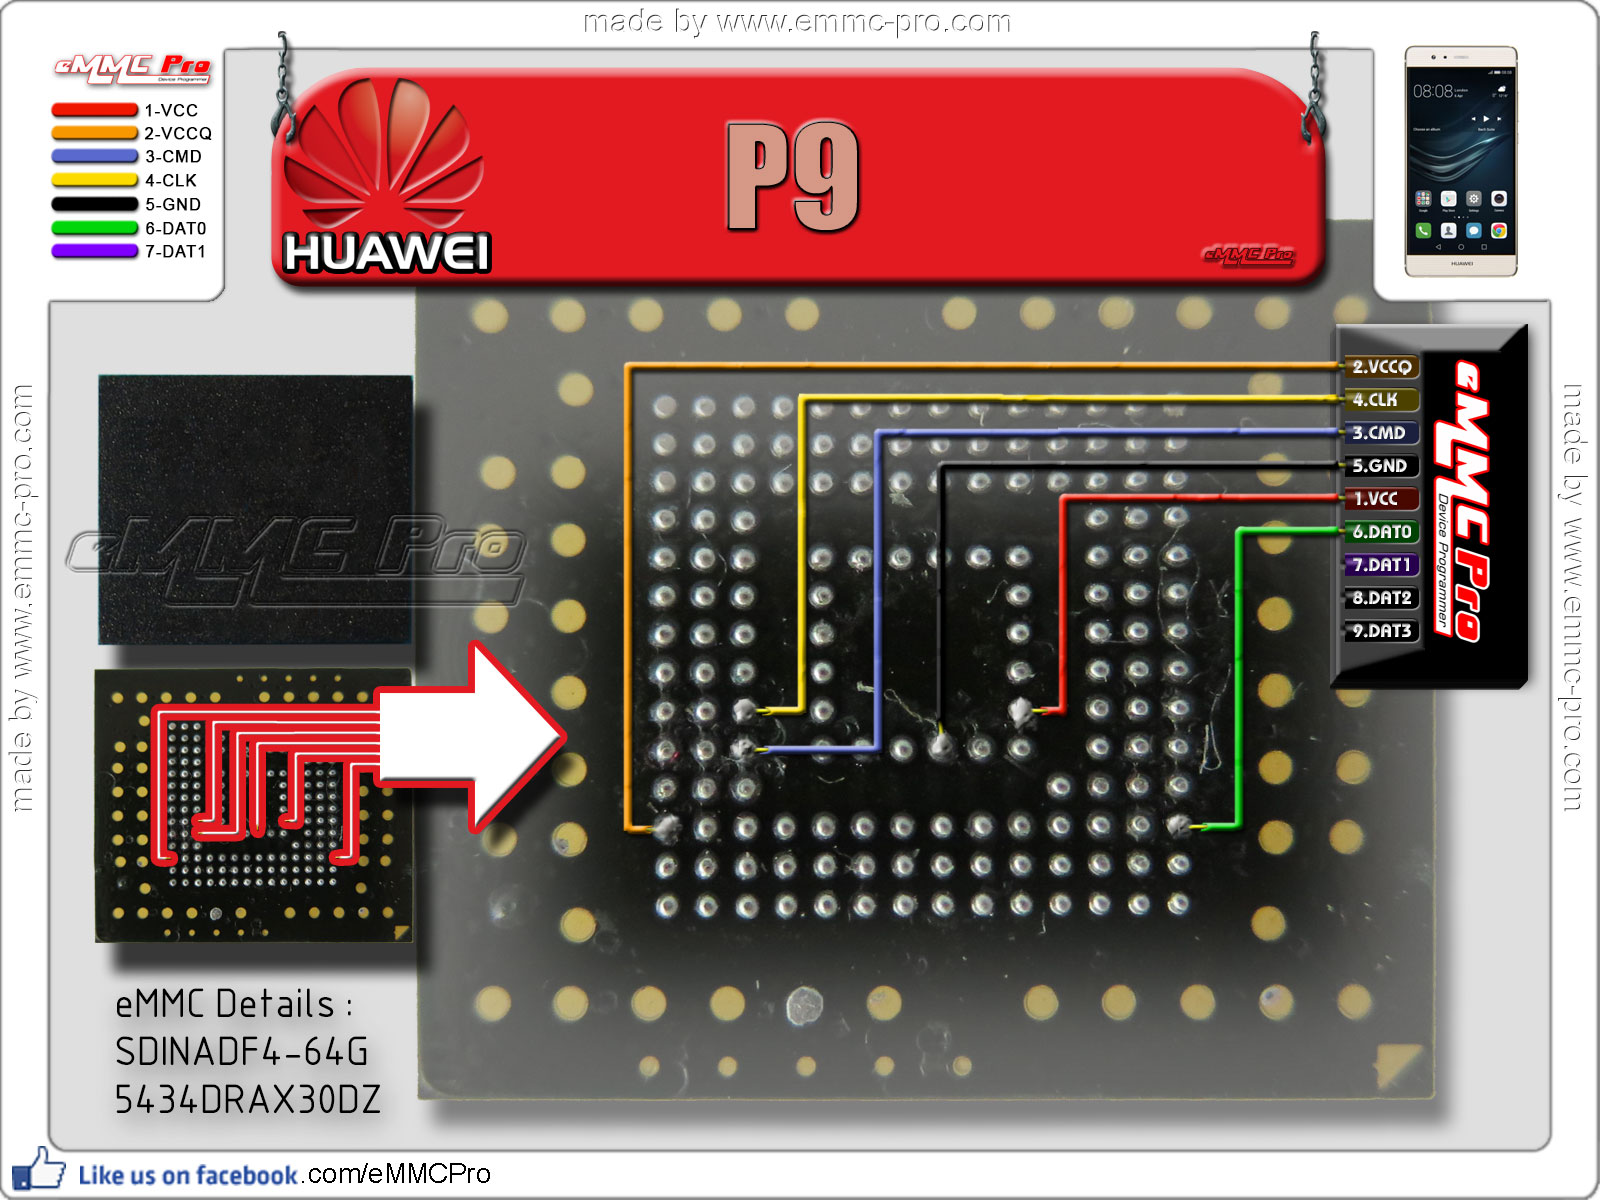 made by www.emmc-pro.com
eMMC Pro
Device Programmer
1-VCC
2-VCCQ
3-CMD
4-CLK
5-GND
6-DAT0
7-DAT1
HUAWEI
P9
eMMC Pro
08:08
HUAWEI
2.VCCQ
4.CLK
3.CMD
5.GND
1.VCC
6.DAT0
7.DAT1
8.DAT2
9.DAT3
eMMC Pro
Device Programmer
made by www.emmc-pro.com
made by www.emmc-pro.com
eMMC Pro
eMMC Details :
SDINADF4-64G
5434DRAX30DZ
Like us on facebook.com/eMMCPro